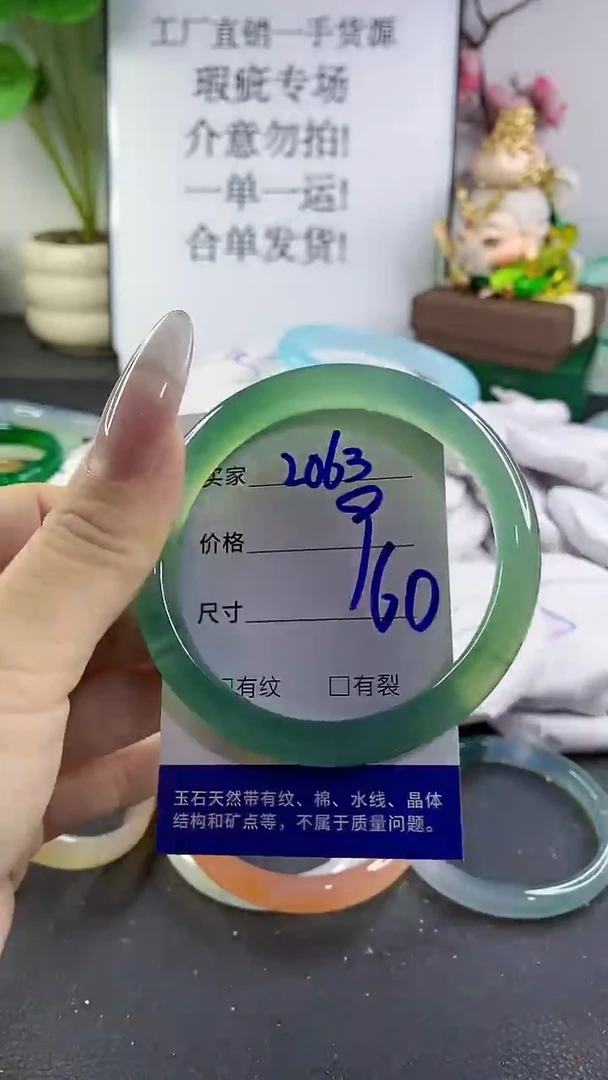 工厂直销一手货源
瑕疵专场
介意勿拍!
一单一运!
合单发货!
买家 2063
价格
尺寸 60
有纹 □有裂
玉石天然带有纹、棉、水线、晶体
结构和矿点等，不属于质量问题。